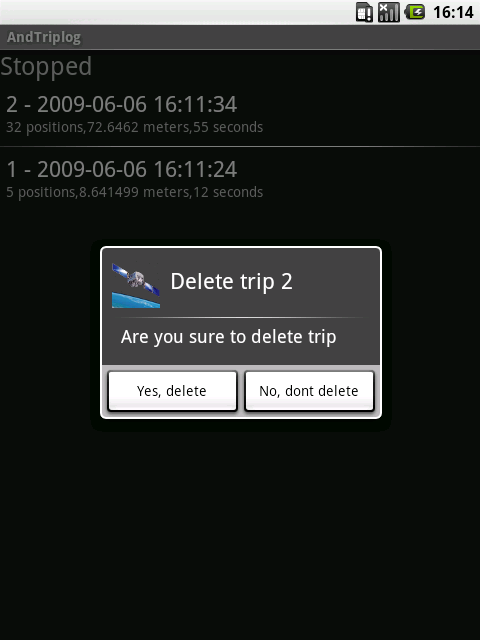 16:14
AndTriplog
Stopped
2 - 2009-06-06 16:11:34
32 positions,72.6462 meters,55 seconds
1 - 2009-06-06 16:11:24
5 positions,8.641499 meters,12 seconds
Delete trip 2
Are you sure to delete trip
Yes, delete
No, dont delete